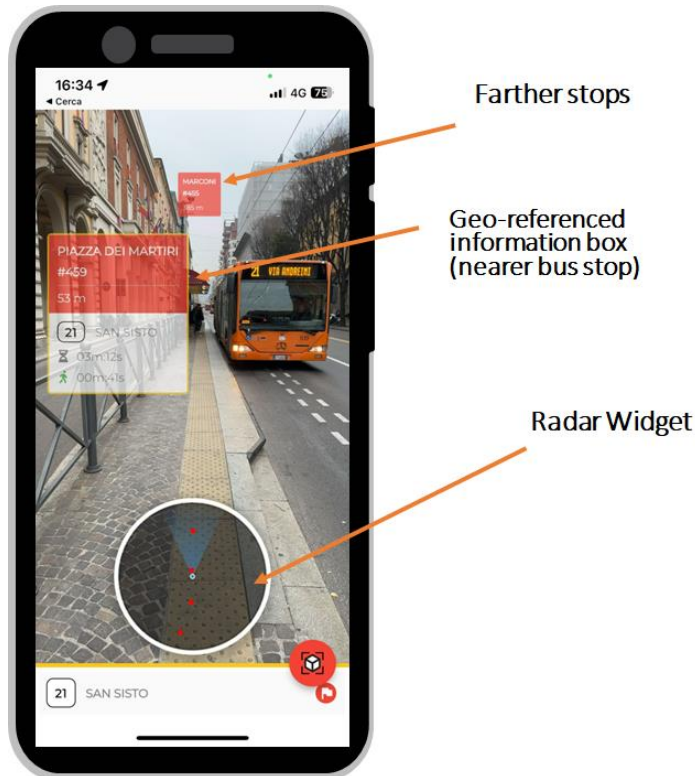 16:34
4G 75
Cerca
Farther stops
MARCONI
#455
Geo-referenced
information box
(nearer bus stop)
PIAZZA DEI MARTIRI
#459
53 m
21 VIA ANDREINI
21 SAN SISTO
03m:12s
00m:41s
Radar Widget
21 SAN SISTO